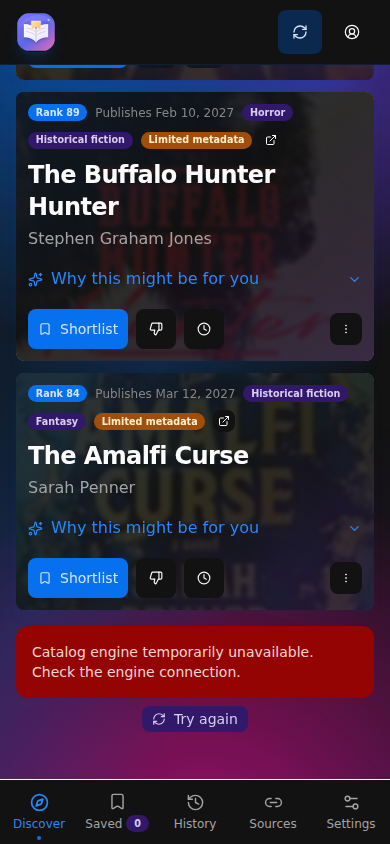 Rank 89 Publishes Feb 10, 2027 Horror
Historical fiction Limited metadata
The Buffalo Hunter
Hunter
Stephen Graham Jones
Why this might be for you
Shortlist
Rank 84 Publishes Mar 12, 2027 Historical fiction
Fantasy Limited metadata
The Amalfi Curse
Sarah Penner
Why this might be for you
Shortlist
Catalog engine temporarily unavailable.
Check the engine connection.
Try again
Discover Saved 0 History Sources Settings